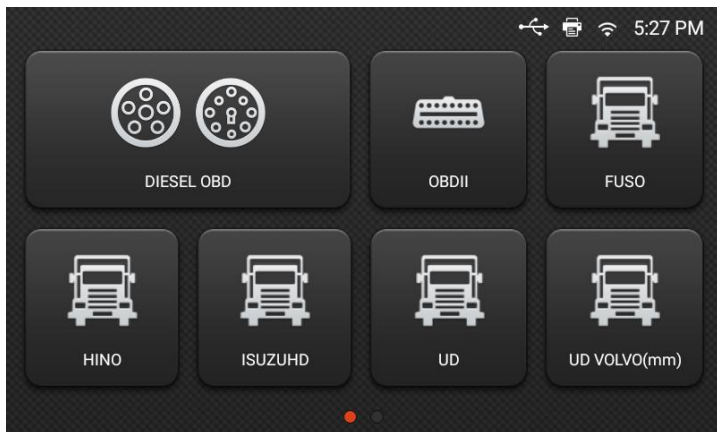 5:27 PM
DIESEL OBD
OBDII
FUSO
HINO
ISUZUHD
UD
UD VOLVO(mm)